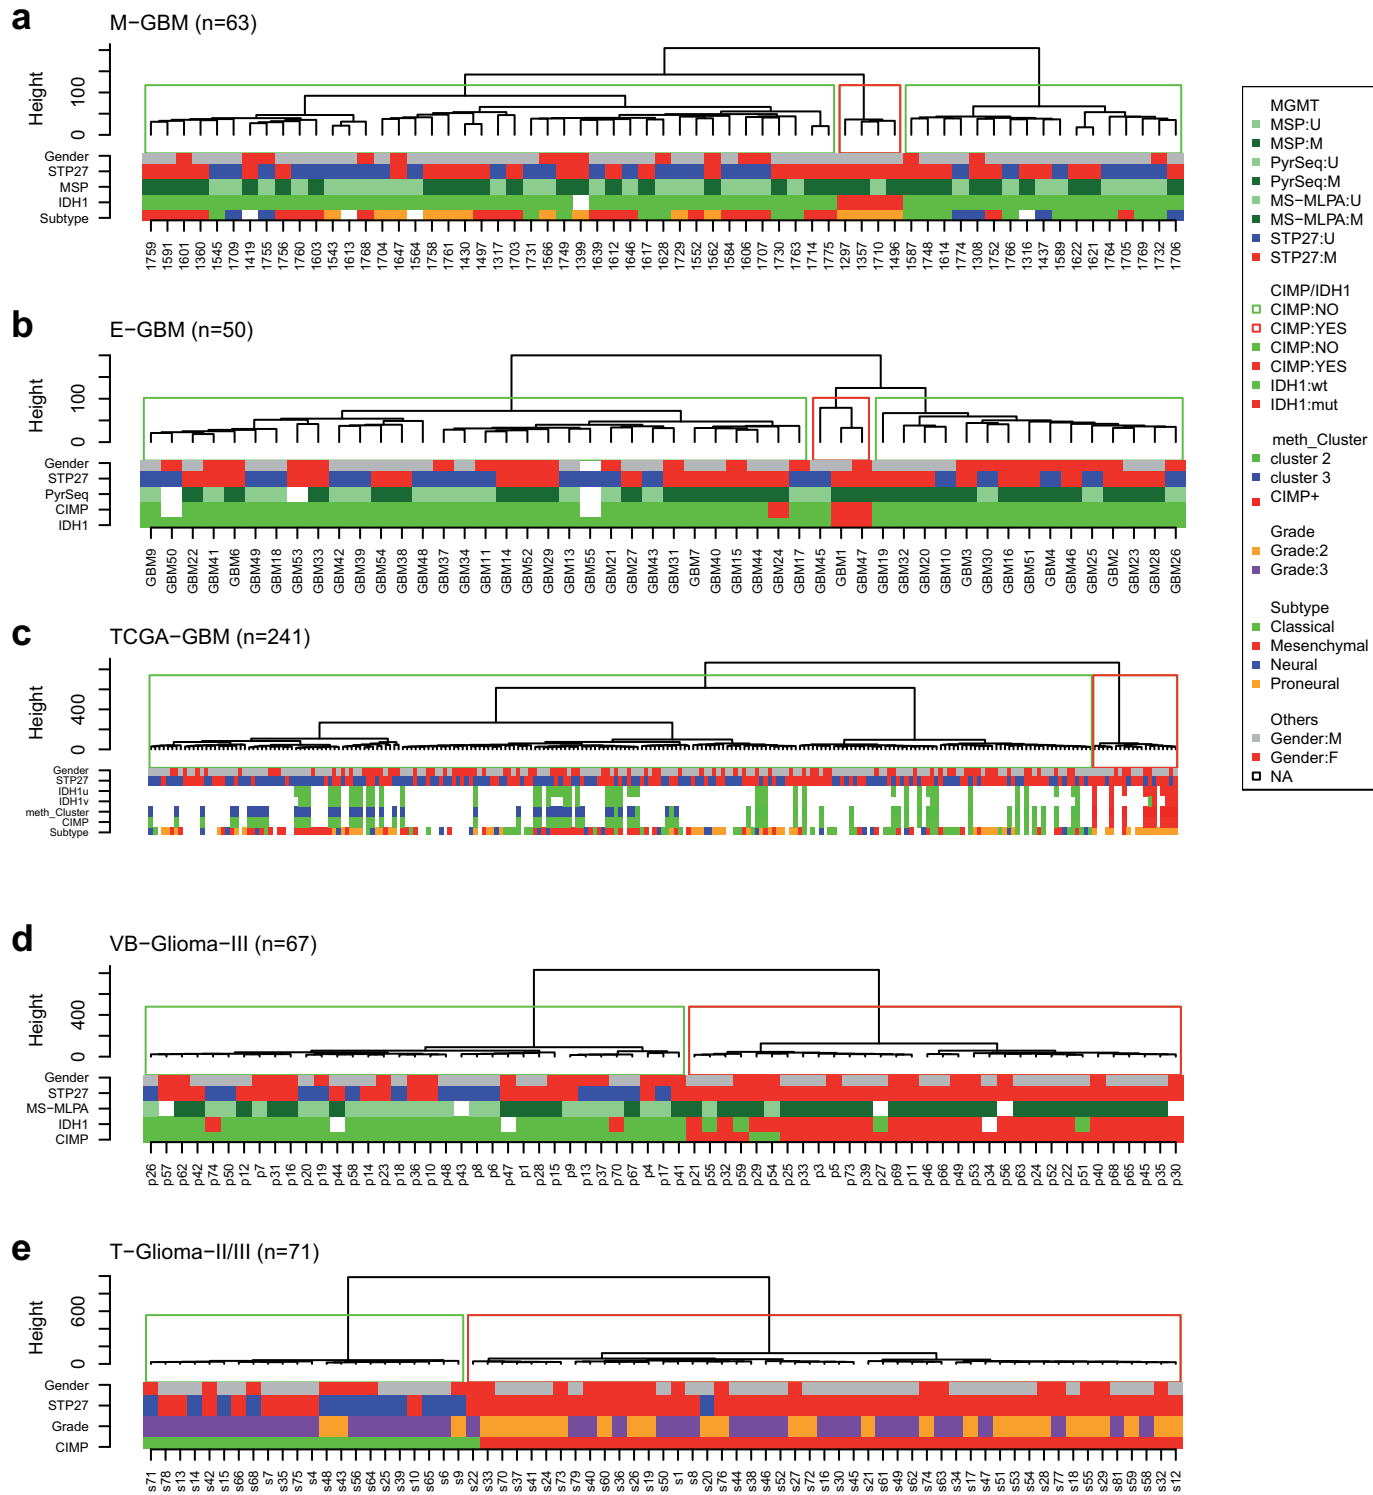 a
M−GBM (n=63)
Height
0
100
Gender
STP27
MSP
IDH1
Subtype
1759 1591 1601 1360 1545 1709 1419 1755 1756 1760 1603 1543 1613 1768 1704 1647 1564 1758 1761 1430 1497 1317 1703 1731 1566 1749 1399 1639 1612 1646 1617 1628 1729 1552 1562 1584 1606 1707 1730 1763 1714 1775 1297 1357 1710 1496 1587 1748 1614 1774 1308 1752 1766 1316 1437 1589 1622 1621 1764 1705 1769 1732 1706
b
E−GBM (n=50)
Height
0
100
Gender
STP27
PyrSeq
CIMP
IDH1
GBM9 GBM50 GBM22 GBM41 GBM6 GBM49 GBM18 GBM53 GBM33 GBM42 GBM39 GBM54 GBM38 GBM48 GBM37 GBM34 GBM11 GBM14 GBM52 GBM29 GBM13 GBM55 GBM21 GBM27 GBM43 GBM31 GBM7 GBM40 GBM15 GBM44 GBM24 GBM17 GBM45 GBM1 GBM47 GBM19 GBM32 GBM20 GBM10 GBM3 GBM30 GBM16 GBM51 GBM4 GBM46 GBM25 GBM2 GBM23 GBM28 GBM26
c
TCGA−GBM (n=241)
Height
0
400
Gender
STP27
IDH1u
IDH1v
meth_Cluster
CIMP
Subtype
d
VB−Glioma−III (n=67)
Height
0
400
Gender
STP27
MS−MLPA
IDH1
CIMP
p26 p57 p62 p42 p74 p50 p12 p7 p31 p16 p20 p19 p44 p58 p14 p23 p18 p36 p10 p48 p43 p8 p6 p47 p1 p28 p15 p9 p13 p37 p70 p67 p4 p17 p41 p21 p55 p32 p59 p29 p54 p25 p33 p3 p5 p73 p39 p27 p69 p11 p46 p66 p49 p53 p34 p56 p63 p24 p52 p22 p51 p40 p68 p65 p45 p35 p30
e
T−Glioma−II/III (n=71)
Height
0
600
Gender
STP27
Grade
CIMP
s71 s78 s13 s14 s42 s15 s66 s68 s7 s35 s75 s4 s48 s43 s56 s64 s25 s39 s10 s65 s6 s9 s22 s33 s70 s37 s41 s24 s73 s79 s40 s60 s36 s26 s19 s50 s1 s8 s20 s76 s44 s38 s46 s52 s27 s72 s16 s30 s45 s21 s61 s49 s62 s74 s63 s34 s17 s47 s51 s53 s54 s28 s77 s18 s55 s29 s81 s59 s58 s32 s12
MGMT
MSP:U
MSP:M
PyrSeq:U
PyrSeq:M
MS−MLPA:U
MS−MLPA:M
STP27:U
STP27:M
CIMP/IDH1
CIMP:NO
CIMP:YES
CIMP:NO
CIMP:YES
IDH1:wt
IDH1:mut
meth_Cluster
cluster 2
cluster 3
CIMP+
Grade
Grade:2
Grade:3
Subtype
Classical
Mesenchymal
Neural
Proneural
Others
Gender:M
Gender:F
NA